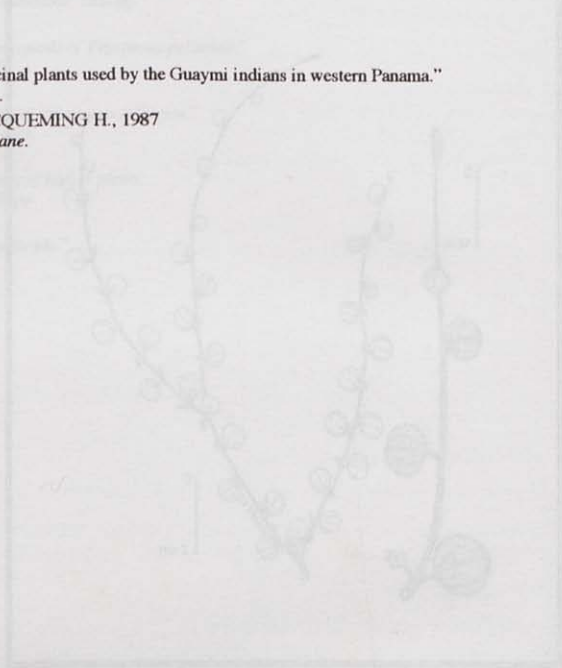 inal plants used by the Guaymi indians in western Panama.”
QUEMING H., 1987
ane.